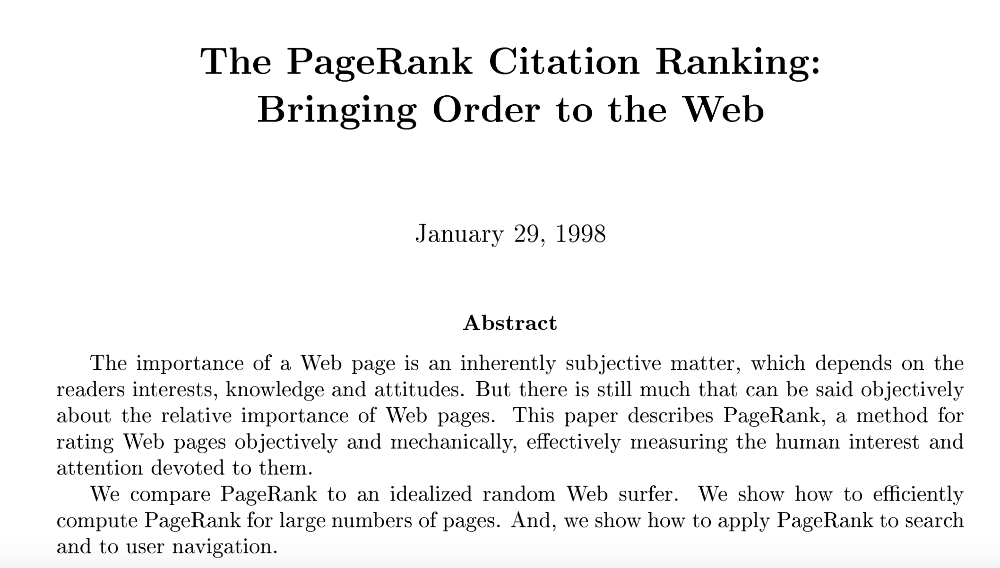 The PageRank Citation Ranking:
Bringing Order to the Web
January 29, 1998
Abstract
The importance of a Web page is an inherently subjective matter, which depends on the
readers interests, knowledge and attitudes. But there is still much that can be said objectively
about the relative importance of Web pages. This paper describes PageRank, a method for
rating Web pages objectively and mechanically, effectively measuring the human interest and
attention devoted to them.
We compare PageRank to an idealized random Web surfer. We show how to efficiently
compute PageRank for large numbers of pages. And, we show how to apply PageRank to search
and to user navigation.